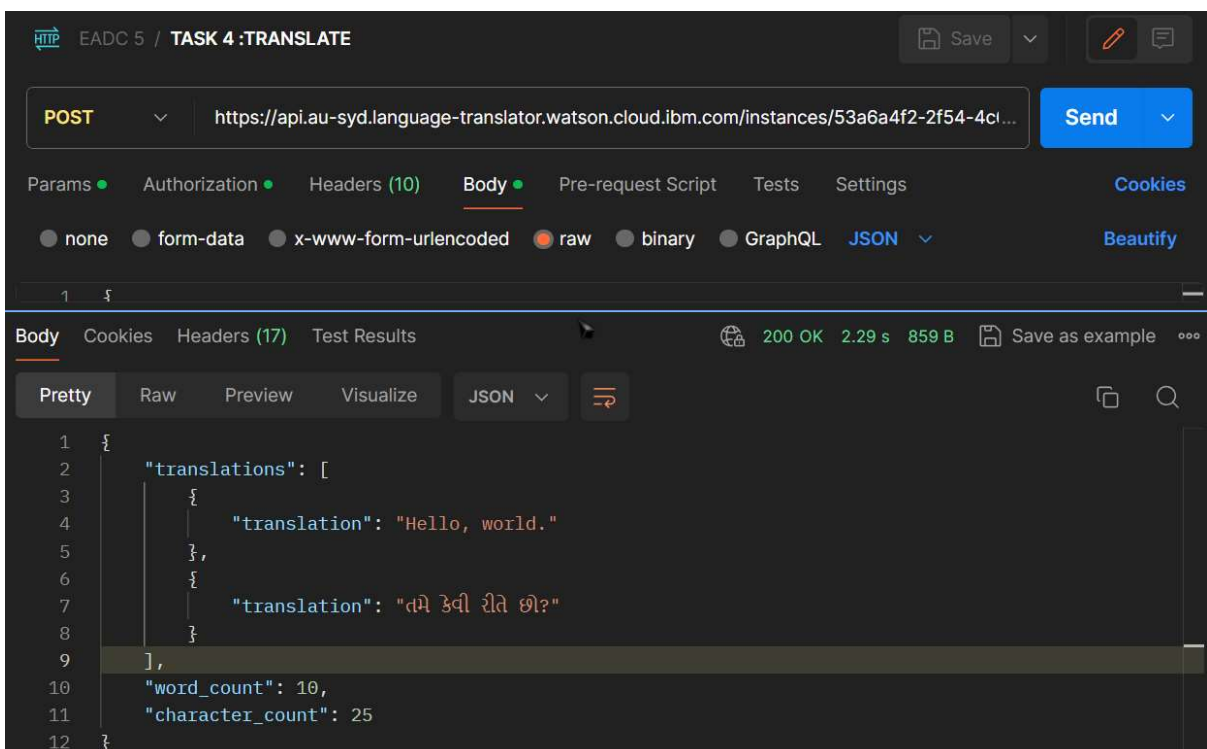 HTTP EADC 5 / TASK 4 :TRANSLATE Save
POST https://api.au-syd.language-translator.watson.cloud.ibm.com/instances/53a6a4f2-2f54-4c(... Send
Params Authorization Headers (10) Body Pre-request Script Tests Settings Cookies
none form-data x-www-form-urlencoded raw binary GraphQL JSON Beautify
1 {
Body Cookies Headers (17) Test Results 200 OK 2.29 s 859 B Save as example
Pretty Raw Preview Visualize JSON
1 {
2 "translations": [
3 {
4 "translation": "Hello, world."
5 },
6 {
7 "translation": "તમે કેવી રીતે છો?"
8 }
9 ],
10 "word_count": 10,
11 "character_count": 25
12 }